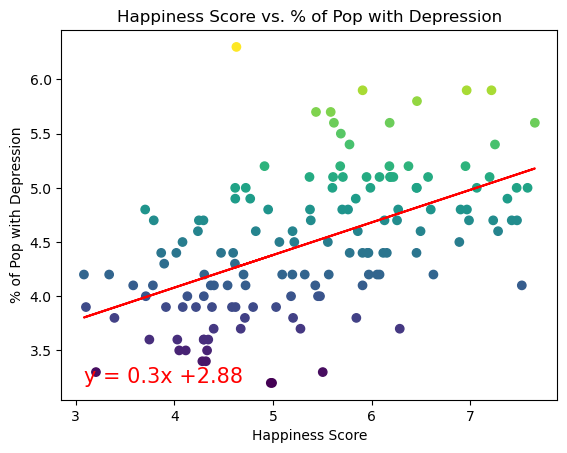 Happiness Score vs. % of Pop with Depression
% of Pop with Depression
6.0
5.5
5.0
4.5
4.0
3.5
y = 0.3x +2.88
3
4
5
6
7
Happiness Score